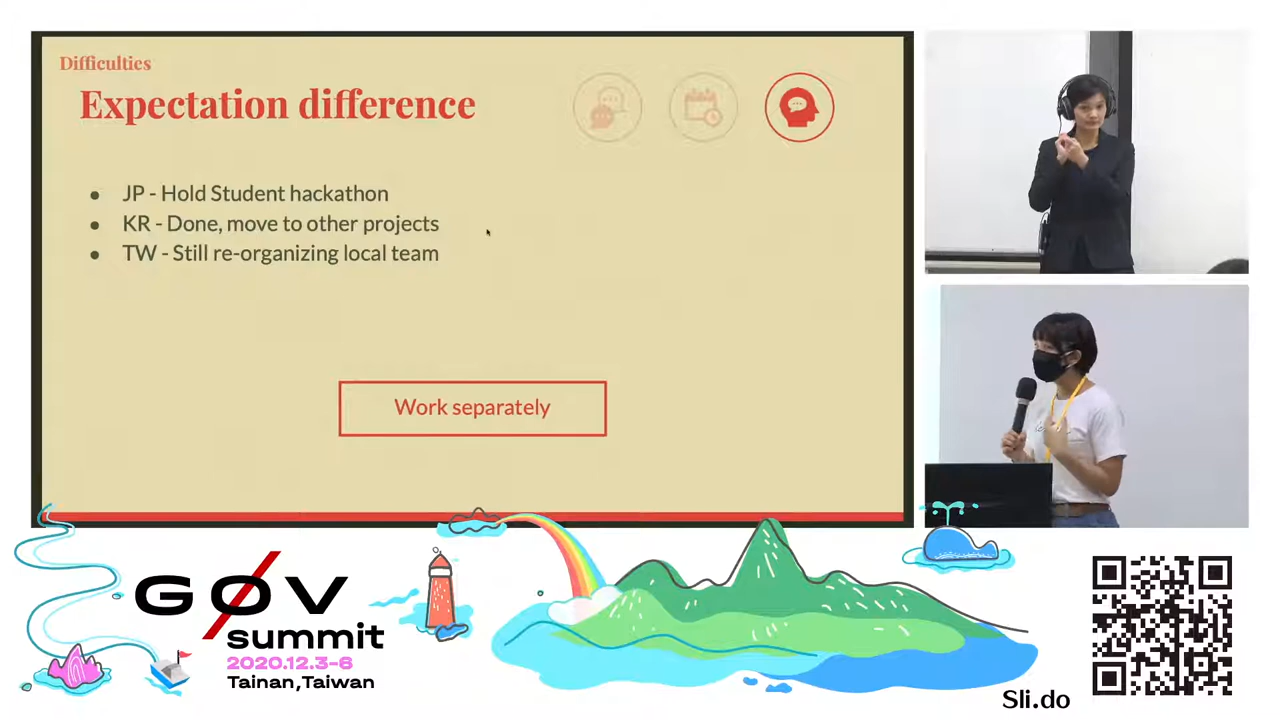 Difficulties
Expectation difference
● JP - Hold Student hackathon
● KR - Done, move to other projects
● TW - Still re-organizing local team
Work separately
GØV
summit
2020.12.3-6
Tainan,Taiwan
Sli.do